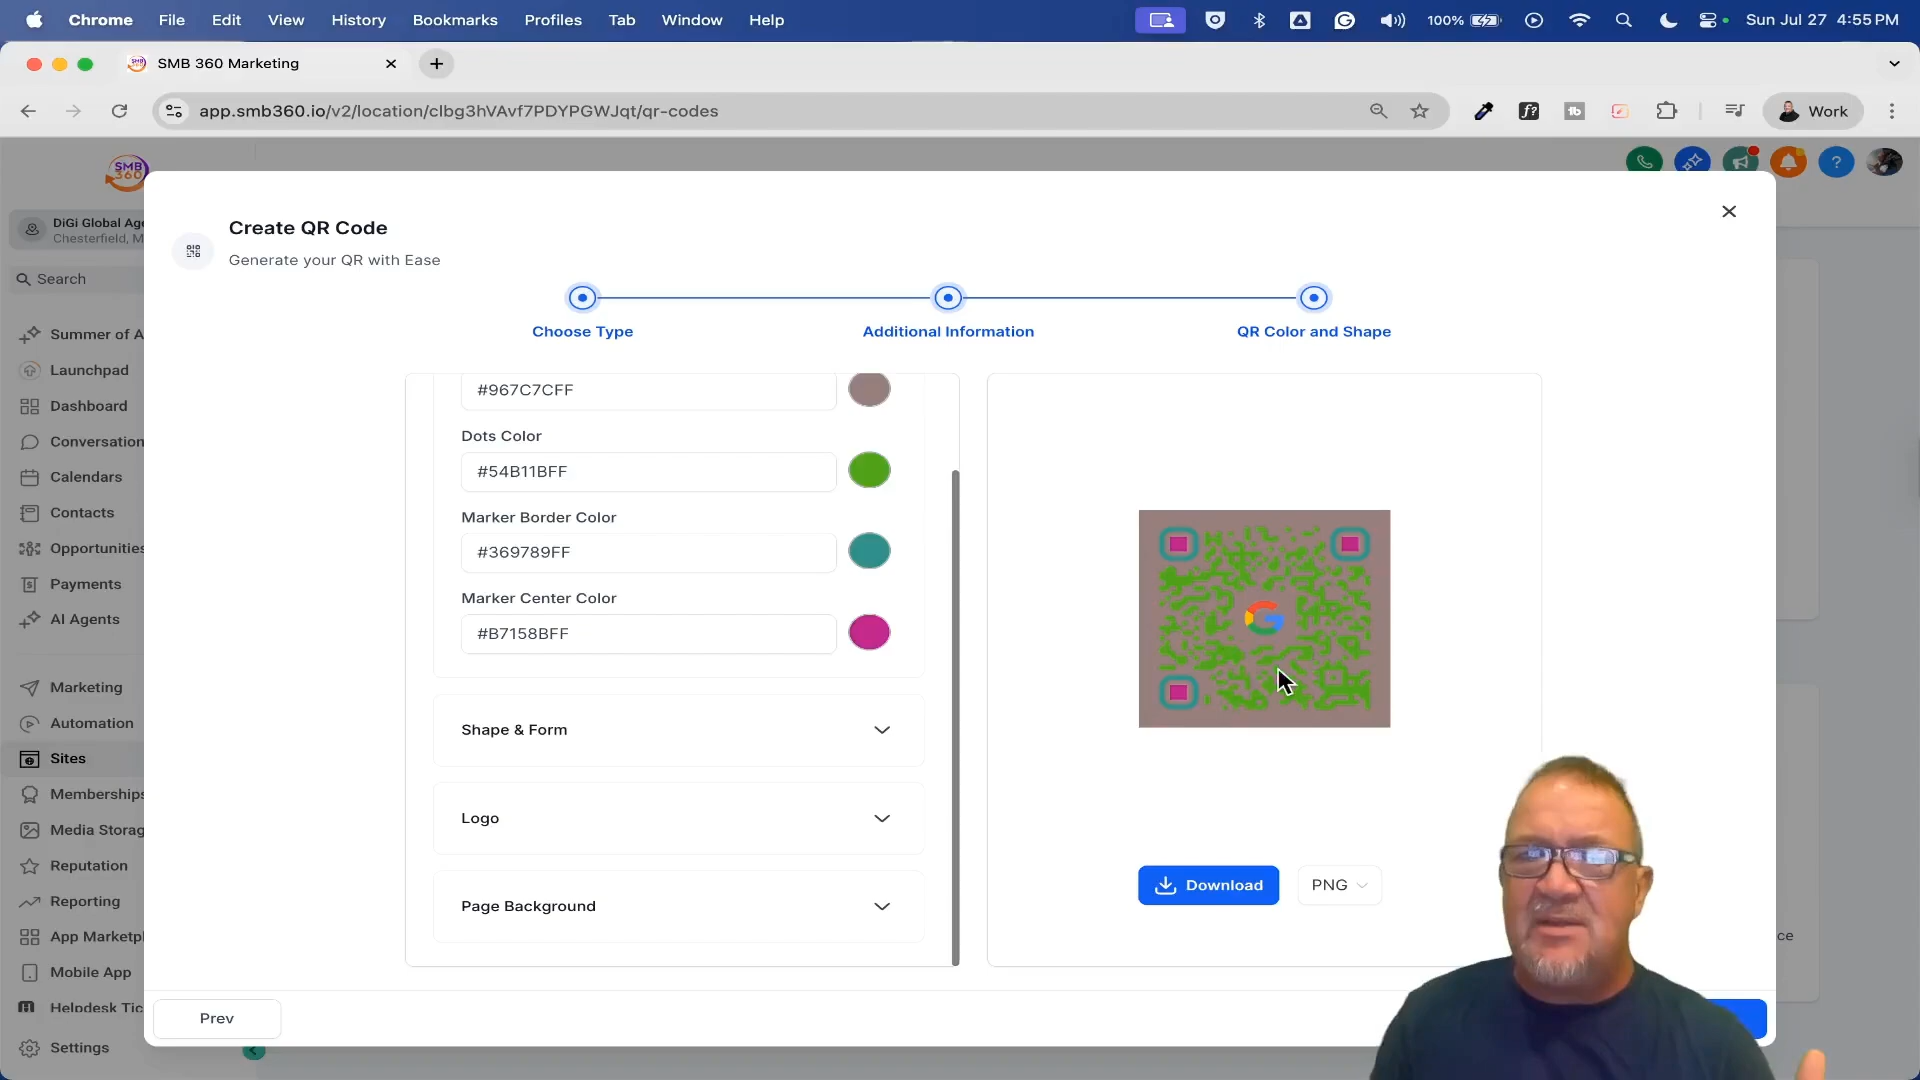 Chrome File Edit View History Bookmarks Profiles Tab Window Help
100% Sun Jul 27 4:55 PM
SMB 360 Marketing
app.smb360.io/v2/location/clbg3hVAvf7PDYPGWJqt/qr-codes
Work
SMB
360
DiGi Global Age
Chesterfield, M
Search
Summer of A
Launchpad
Dashboard
Conversation
Calendars
Contacts
Opportunities
Payments
AI Agents
Marketing
Automation
Sites
Memberships
Media Storag
Reputation
Reporting
App Marketpl
Mobile App
Helpdesk Tic
Settings
Create QR Code
Generate your QR with Ease
Choose Type
Additional Information
QR Color and Shape
#967C7CFF
Dots Color
#54B11BFF
Marker Border Color
#369789FF
Marker Center Color
#B7158BFF
Shape & Form
Logo
Page Background
G
Download
PNG
ce
Prev